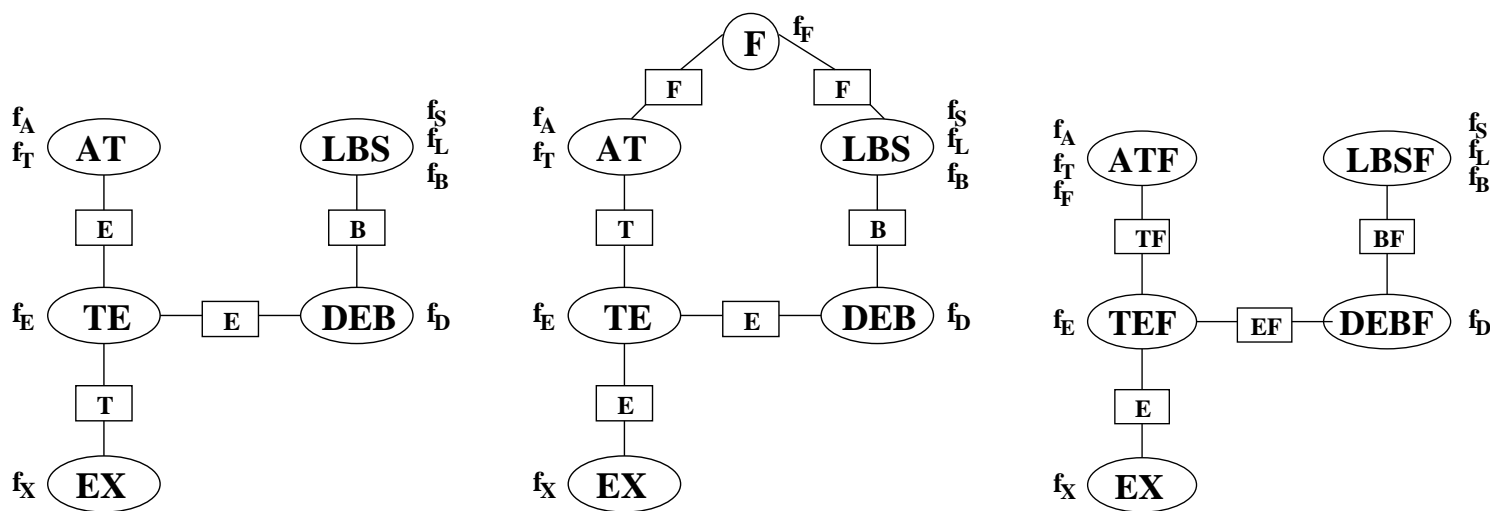 f_A
f_T
AT
E
f_E
TE
E
T
f_X
EX
LBS
f_S
f_L
f_B
B
DEB
f_D
F
f_F
F
F
f_A
f_T
AT
T
f_E
TE
E
E
f_X
EX
LBS
f_S
f_L
f_B
B
DEB
f_D
f_A
f_T
f_F
ATF
TF
f_E
TEF
EF
E
f_X
EX
LBSF
f_S
f_L
f_B
BF
DEBF
f_D